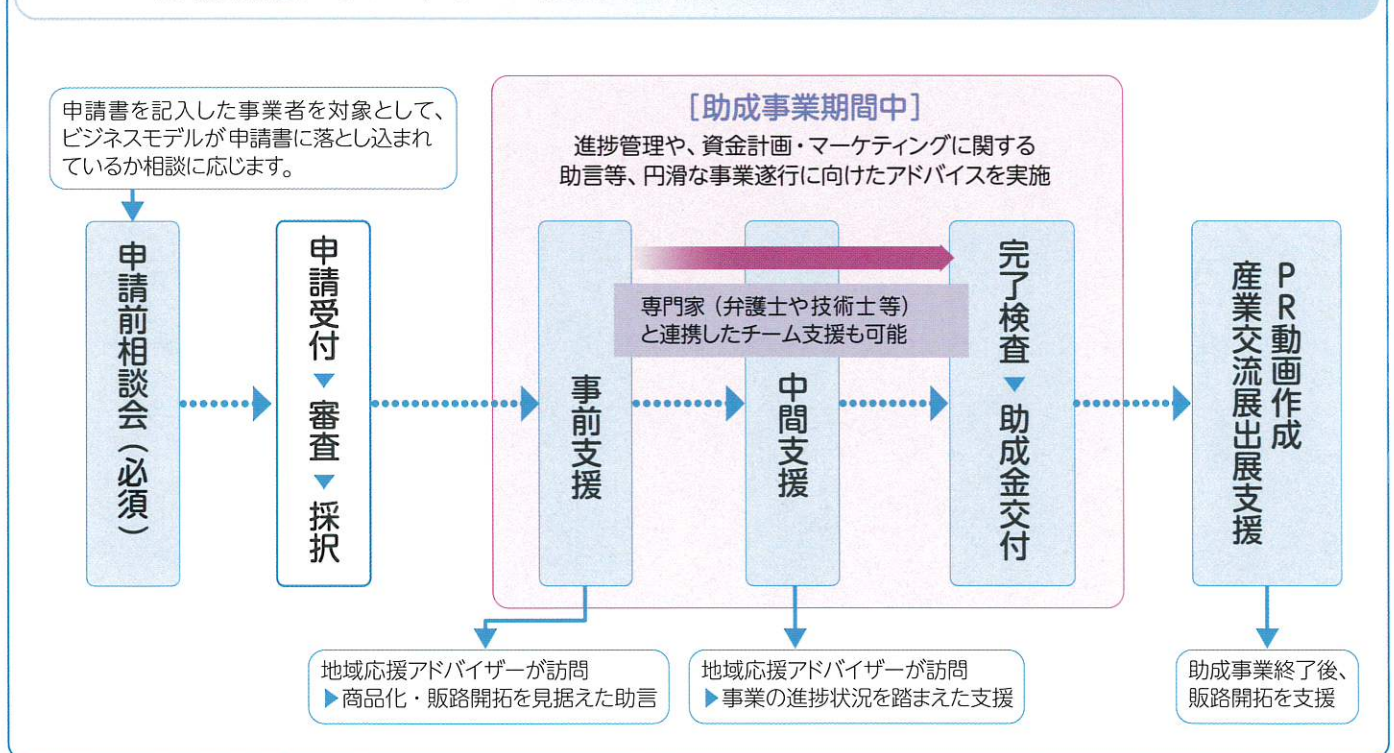 申請書を記入した事業者を対象として、
ビジネスモデルが申請書に落とし込まれ
ているか相談に応じます。
申請前相談会（必須）
申請受付▼審査▼採択
［助成事業期間中］
進捗管理や、資金計画・マーケティングに関する
助言等、円滑な事業遂行に向けたアドバイスを実施
事前支援
専門家（弁護士や技術士等）
と連携したチーム支援も可能
中間支援
完了検査▼助成金交付
PR動画作成
産業交流展出展支援
地域応援アドバイザーが訪問
▶商品化・販路開拓を見据えた助言
地域応援アドバイザーが訪問
▶事業の進捗状況を踏まえた支援
助成事業終了後、
販路開拓を支援